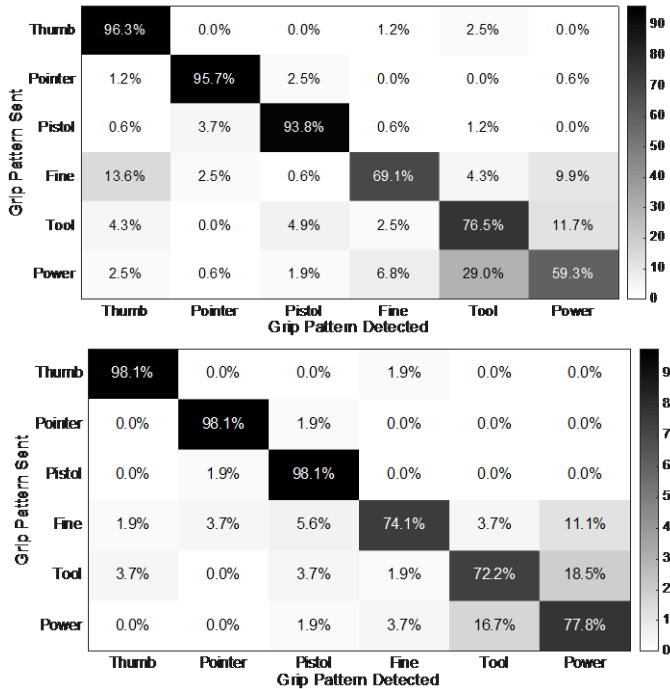 Grip Pattern Sent
Thumb 96.3% 0.0% 0.0% 1.2% 2.5% 0.0%
Pointer 1.2% 95.7% 2.5% 0.0% 0.0% 0.6%
Pistol 0.6% 3.7% 93.8% 0.6% 1.2% 0.0%
Fine 13.6% 2.5% 0.6% 69.1% 4.3% 9.9%
Tool 4.3% 0.0% 4.9% 2.5% 76.5% 11.7%
Power 2.5% 0.6% 1.9% 6.8% 29.0% 59.3%
Thumb Pointer Pistol Fine Tool Power
Grip Pattern Detected
90
80
70
60
50
40
30
20
10
0
Grip Pattern Sent
Thumb 98.1% 0.0% 0.0% 1.9% 0.0% 0.0%
Pointer 0.0% 98.1% 1.9% 0.0% 0.0% 0.0%
Pistol 0.0% 1.9% 98.1% 0.0% 0.0% 0.0%
Fine 1.9% 3.7% 5.6% 74.1% 3.7% 11.1%
Tool 3.7% 0.0% 3.7% 1.9% 72.2% 18.5%
Power 0.0% 0.0% 1.9% 3.7% 16.7% 77.8%
Thumb Pointer Pistol Fine Tool Power
Grip Pattern Detected
9
8
7
6
5
4
3
2
1
0